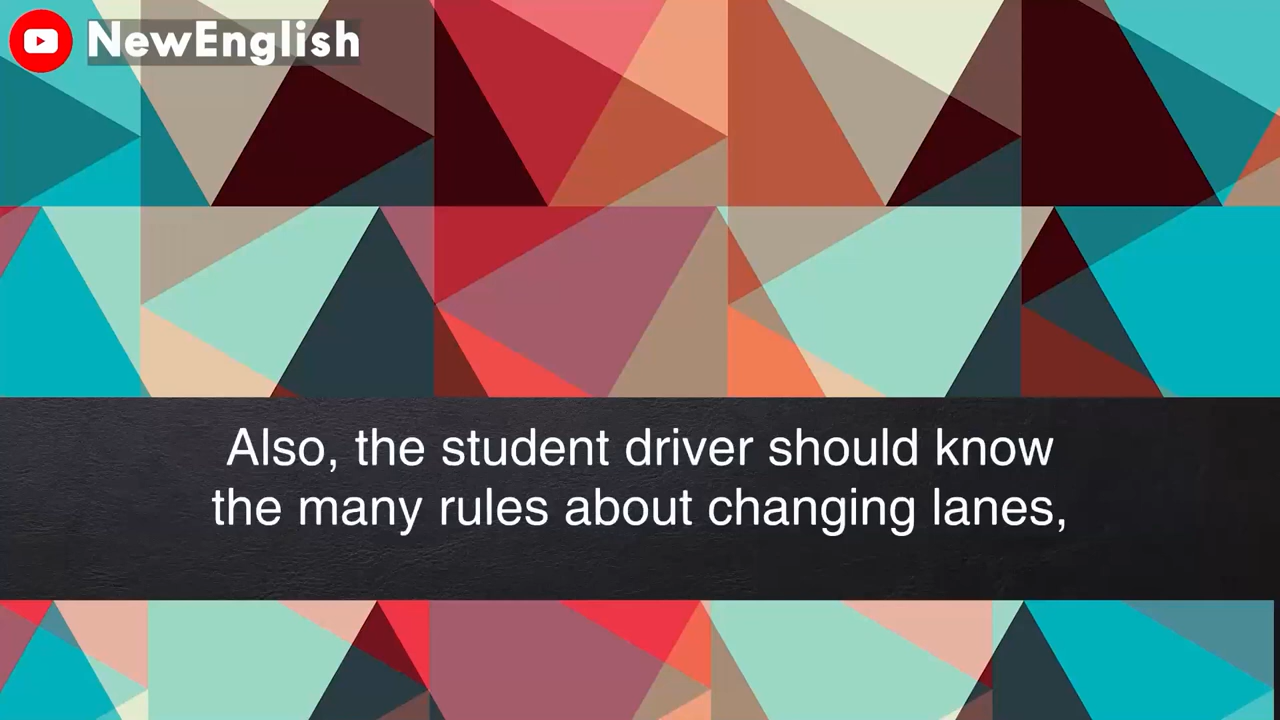 NewEnglish
Also, the student driver should know
the many rules about changing lanes,